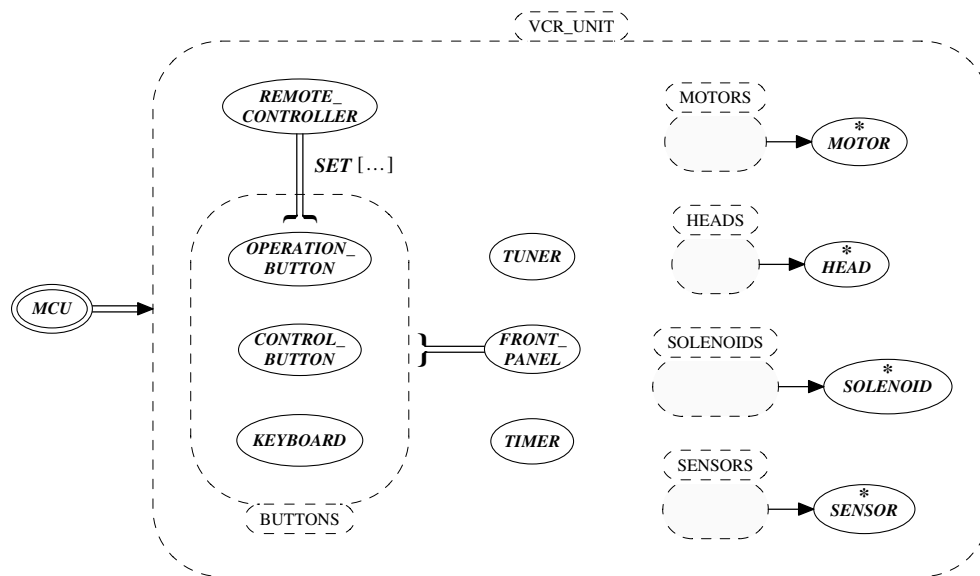 VCR_UNIT
REMOTE_
CONTROLLER
SET [...]
MOTORS
*
MOTOR
OPERATION_
BUTTON
TUNER
HEADS
*
HEAD
MCU
CONTROL_
BUTTON
FRONT_
PANEL
SOLENOIDS
*
SOLENOID
KEYBOARD
TIMER
SENSORS
*
SENSOR
BUTTONS